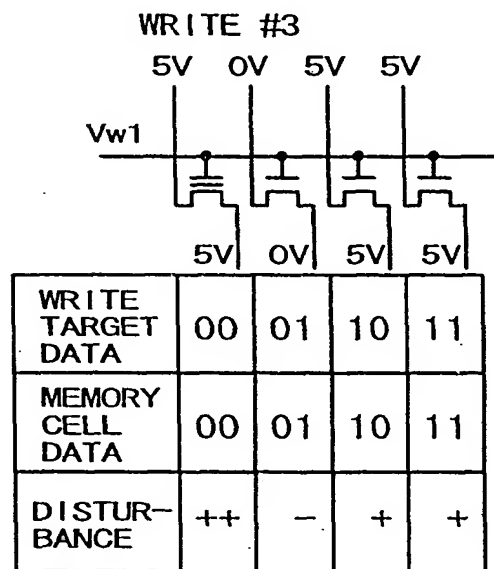 WRITE #3
5V 0V 5V 5V
Vw1
5V 0V 5V 5V
WRITE
TARGET
DATA
00 01 10 11
MEMORY
CELL
DATA
00 01 10 11
DISTUR-
BANCE
++ − + +